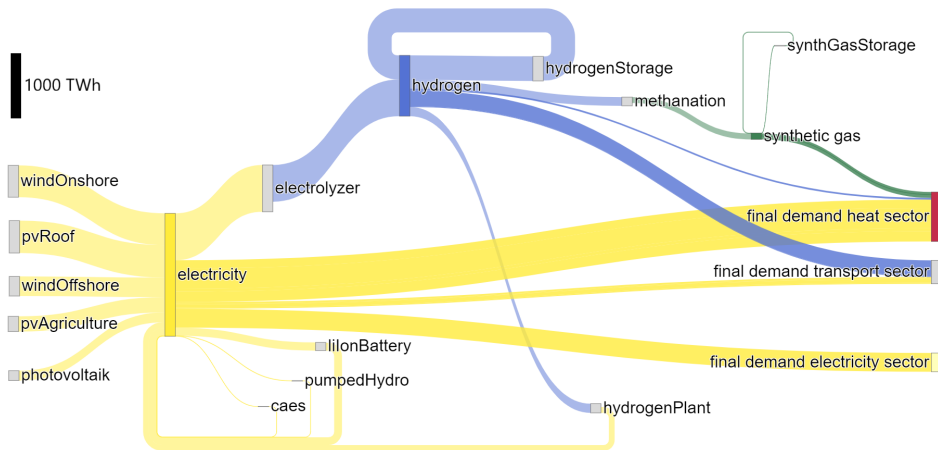 synthGasStorage
hydrogenStorage
1000 TWh
hydrogen
methanation
synthetic gas
windOnshore
electrolyzer
final demand heat sector
pvRoof
electricity
final demand transport sector
windOffshore
pvAgriculture
liIonBattery
final demand electricity sector
photovoltaik
pumpedHydro
caes
hydrogenPlant